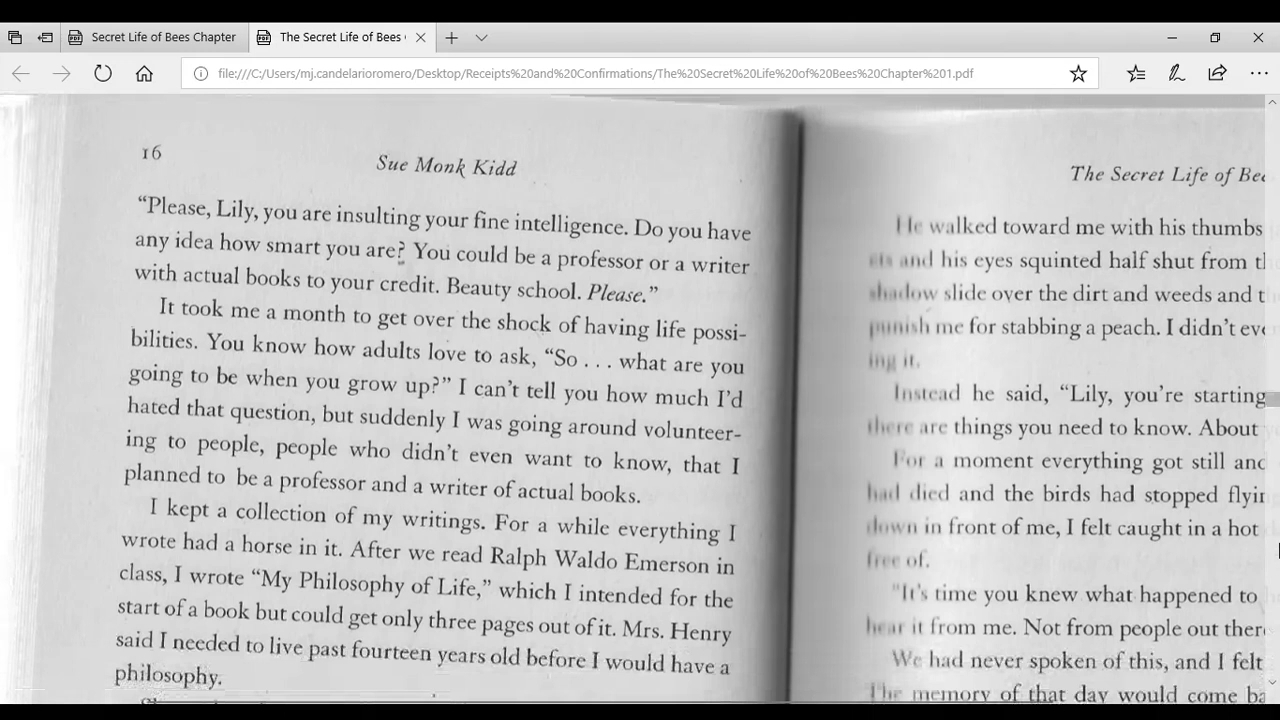 Secret Life of Bees Chapter
The Secret Life of Bees
file:///C:/Users/mj.candelarioromero/Desktop/Receipts%20and%20Confirmations/The%20Secret%20Life%20of%20Bees%20Chapter%201.pdf
16
Sue Monk Kidd
“Please, Lily, you are insulting your fine intelligence. Do you have
any idea how smart you are? You could be a professor or a writer
with actual books to your credit. Beauty school. Please.”
It took me a month to get over the shock of having life possi-
bilities. You know how adults love to ask, “So . . . what are you
going to be when you grow up?” I can’t tell you how much I’d
hated that question, but suddenly I was going around volunteer-
ing to people, people who didn’t even want to know, that I
planned to be a professor and a writer of actual books.
I kept a collection of my writings. For a while everything I
wrote had a horse in it. After we read Ralph Waldo Emerson in
class, I wrote “My Philosophy of Life,” which I intended for the
start of a book but could get only three pages out of it. Mrs. Henry
said I needed to live past fourteen years old before I would have a
philosophy.
The Secret Life of Bee
He walked toward me with his thumbs
ets and his eyes squinted half shut from
shadow slide over the dirt and weeds and
punish me for stabbing a peach. I didn’t
ing it.
Instead he said, “Lily, you’re starting
there are things you need to know. About
For a moment everything got still
had died and the birds had stopped
down in front of me, I felt caught in a hot
free of.
“It’s time you knew what happened to
hear it from me. Not from people out
We had never spoken of this, and I felt
The memory of that day would come